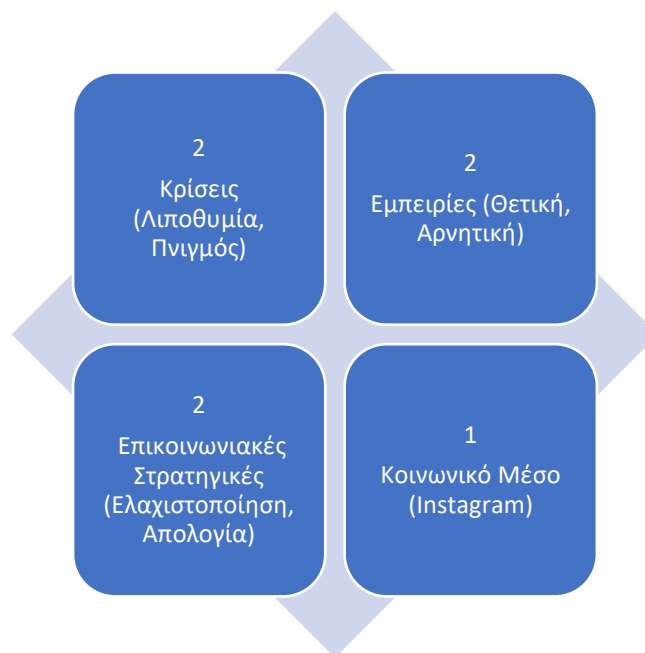 2
Κρίσεις
(Λιποθυμία,
Πνιγμός)
2
Εμπειρίες (Θετική,
Αρνητική)
2
Επικοινωνιακές
Στρατηγικές
(Ελαχιστοποίηση,
Απολογία)
1
Κοινωνικό Μέσο
(Instagram)